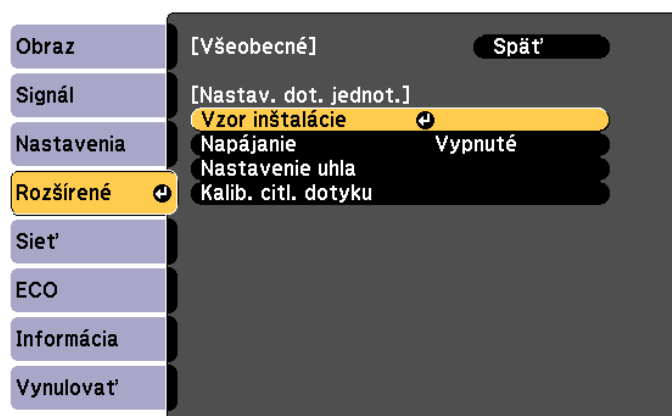 Obraz
Signál
Nastavenia
Rozšírené
Sieť
ECO
Informácia
Vynulovať
[Všeobecné] Späť
[Nastav. dot. jednot.]
Vzor inštalácie
Napájanie Vypnuté
Nastavenie uhla
Kalib. citl. dotyku